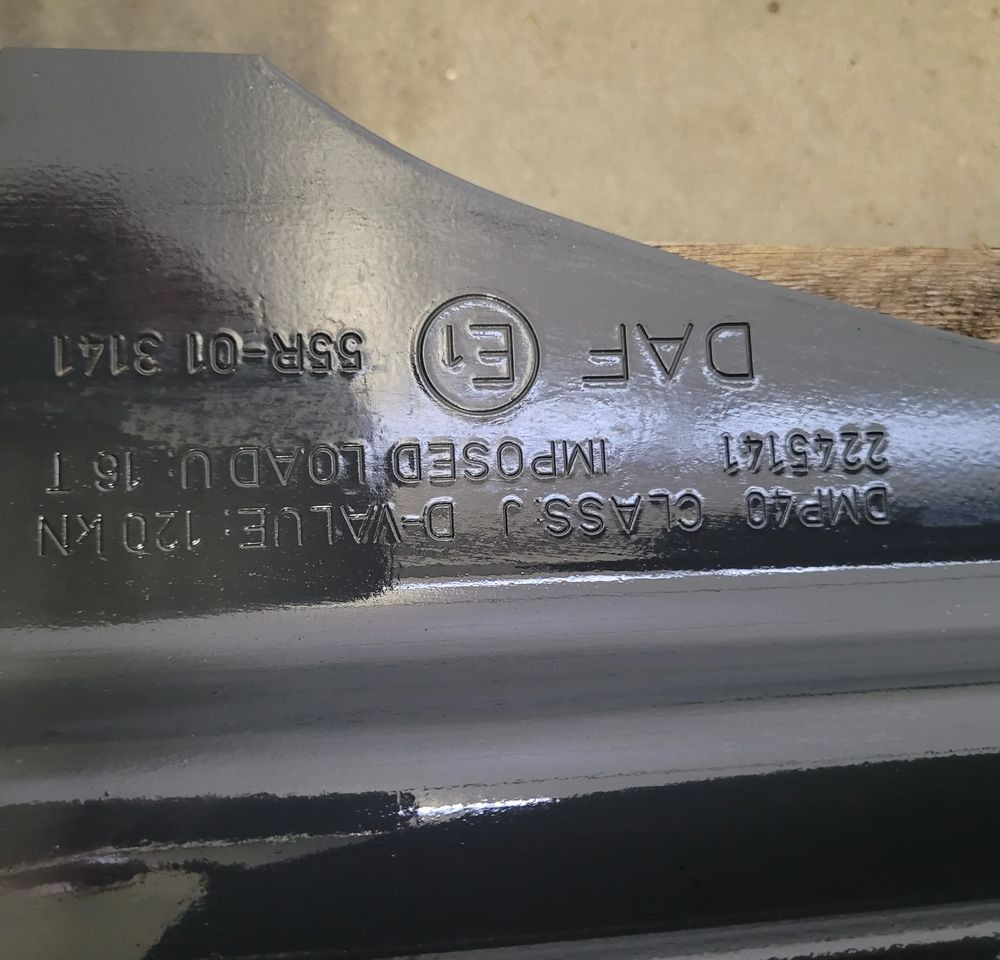 DMP40 CLASS: J D-VALUE: 120 kN
2245141 IMPOSED LOAD U: 16 T
DAF E1 55R-01 3141